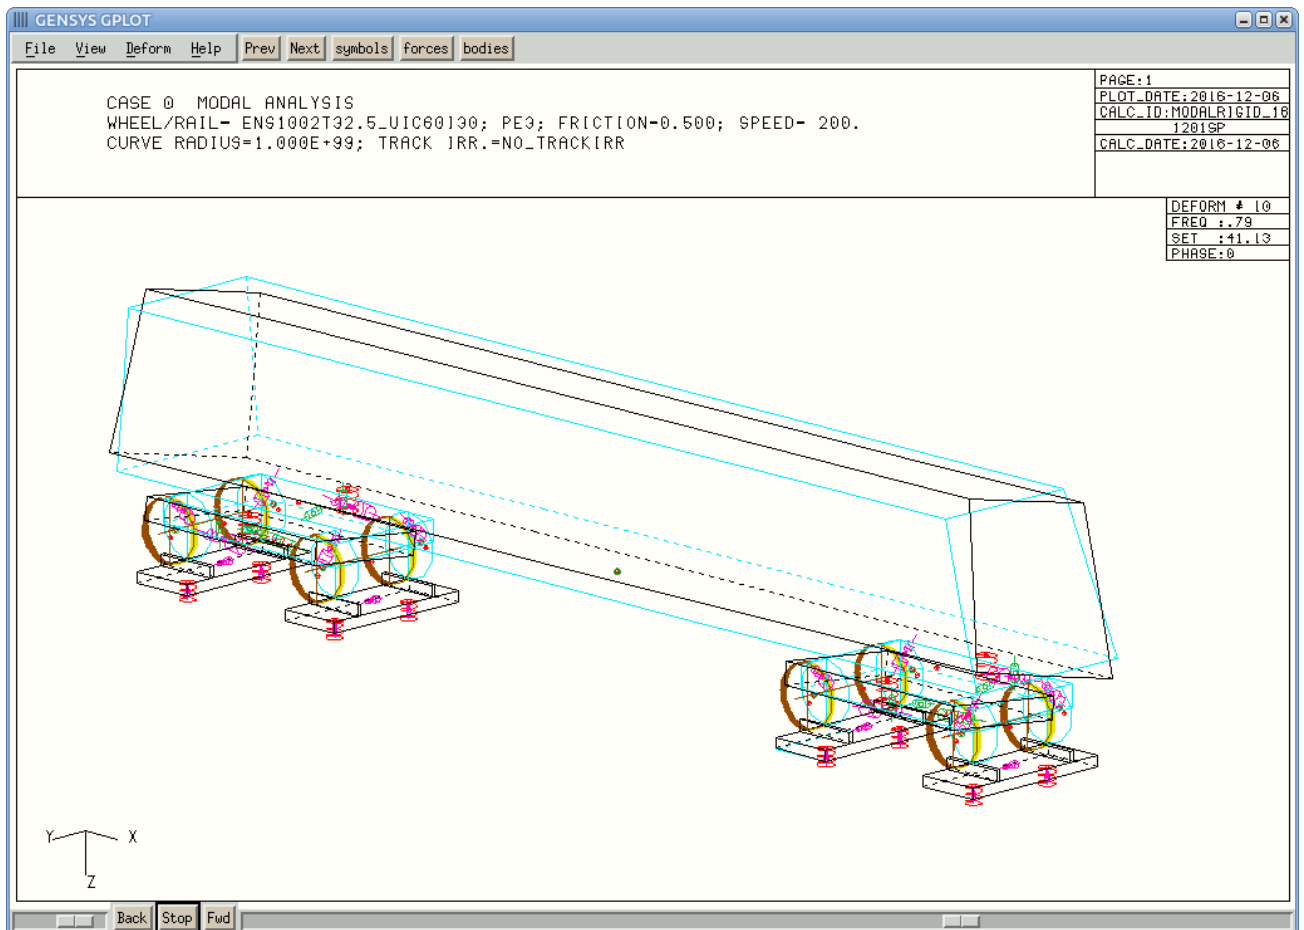 GENSYS GPLOT
File View Deform Help Prev Next symbols forces bodies
CASE 0 MODAL ANALYSIS
WHEEL/RAIL- ENS1002T32.5_UIC60I30; PE3; FRICTION-0.500; SPEED- 200.
CURVE RADIUS=1.000E+99; TRACK IRR.=NO_TRACKIRR
PAGE:1
PLOT_DATE:2016-12-06
CALC_ID:MODALRIGID_16
1201SP
CALC_DATE:2016-12-06
DEFORM # 10
FREQ :.79
SET :41.13
PHASE:0
Y X
Z
Back Stop Fwd